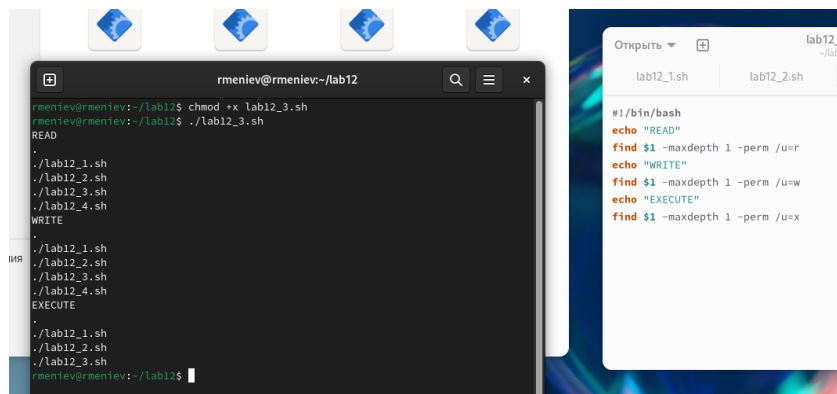 rmeniev@rmeniev:~/lab12
rmeniev@rmeniev:~/lab12$ chmod +x lab12_3.sh
rmeniev@rmeniev:~/lab12$ ./lab12_3.sh
READ
.
./lab12_1.sh
./lab12_2.sh
./lab12_3.sh
./lab12_4.sh
WRITE
.
./lab12_1.sh
./lab12_2.sh
./lab12_3.sh
./lab12_4.sh
EXECUTE
.
./lab12_1.sh
./lab12_2.sh
./lab12_3.sh
rmeniev@rmeniev:~/lab12$
Открыть
lab12_
~/lab
lab12_1.sh lab12_2.sh
#!/bin/bash
echo "READ"
find $1 -maxdepth 1 -perm /u=r
echo "WRITE"
find $1 -maxdepth 1 -perm /u=w
echo "EXECUTE"
find $1 -maxdepth 1 -perm /u=x